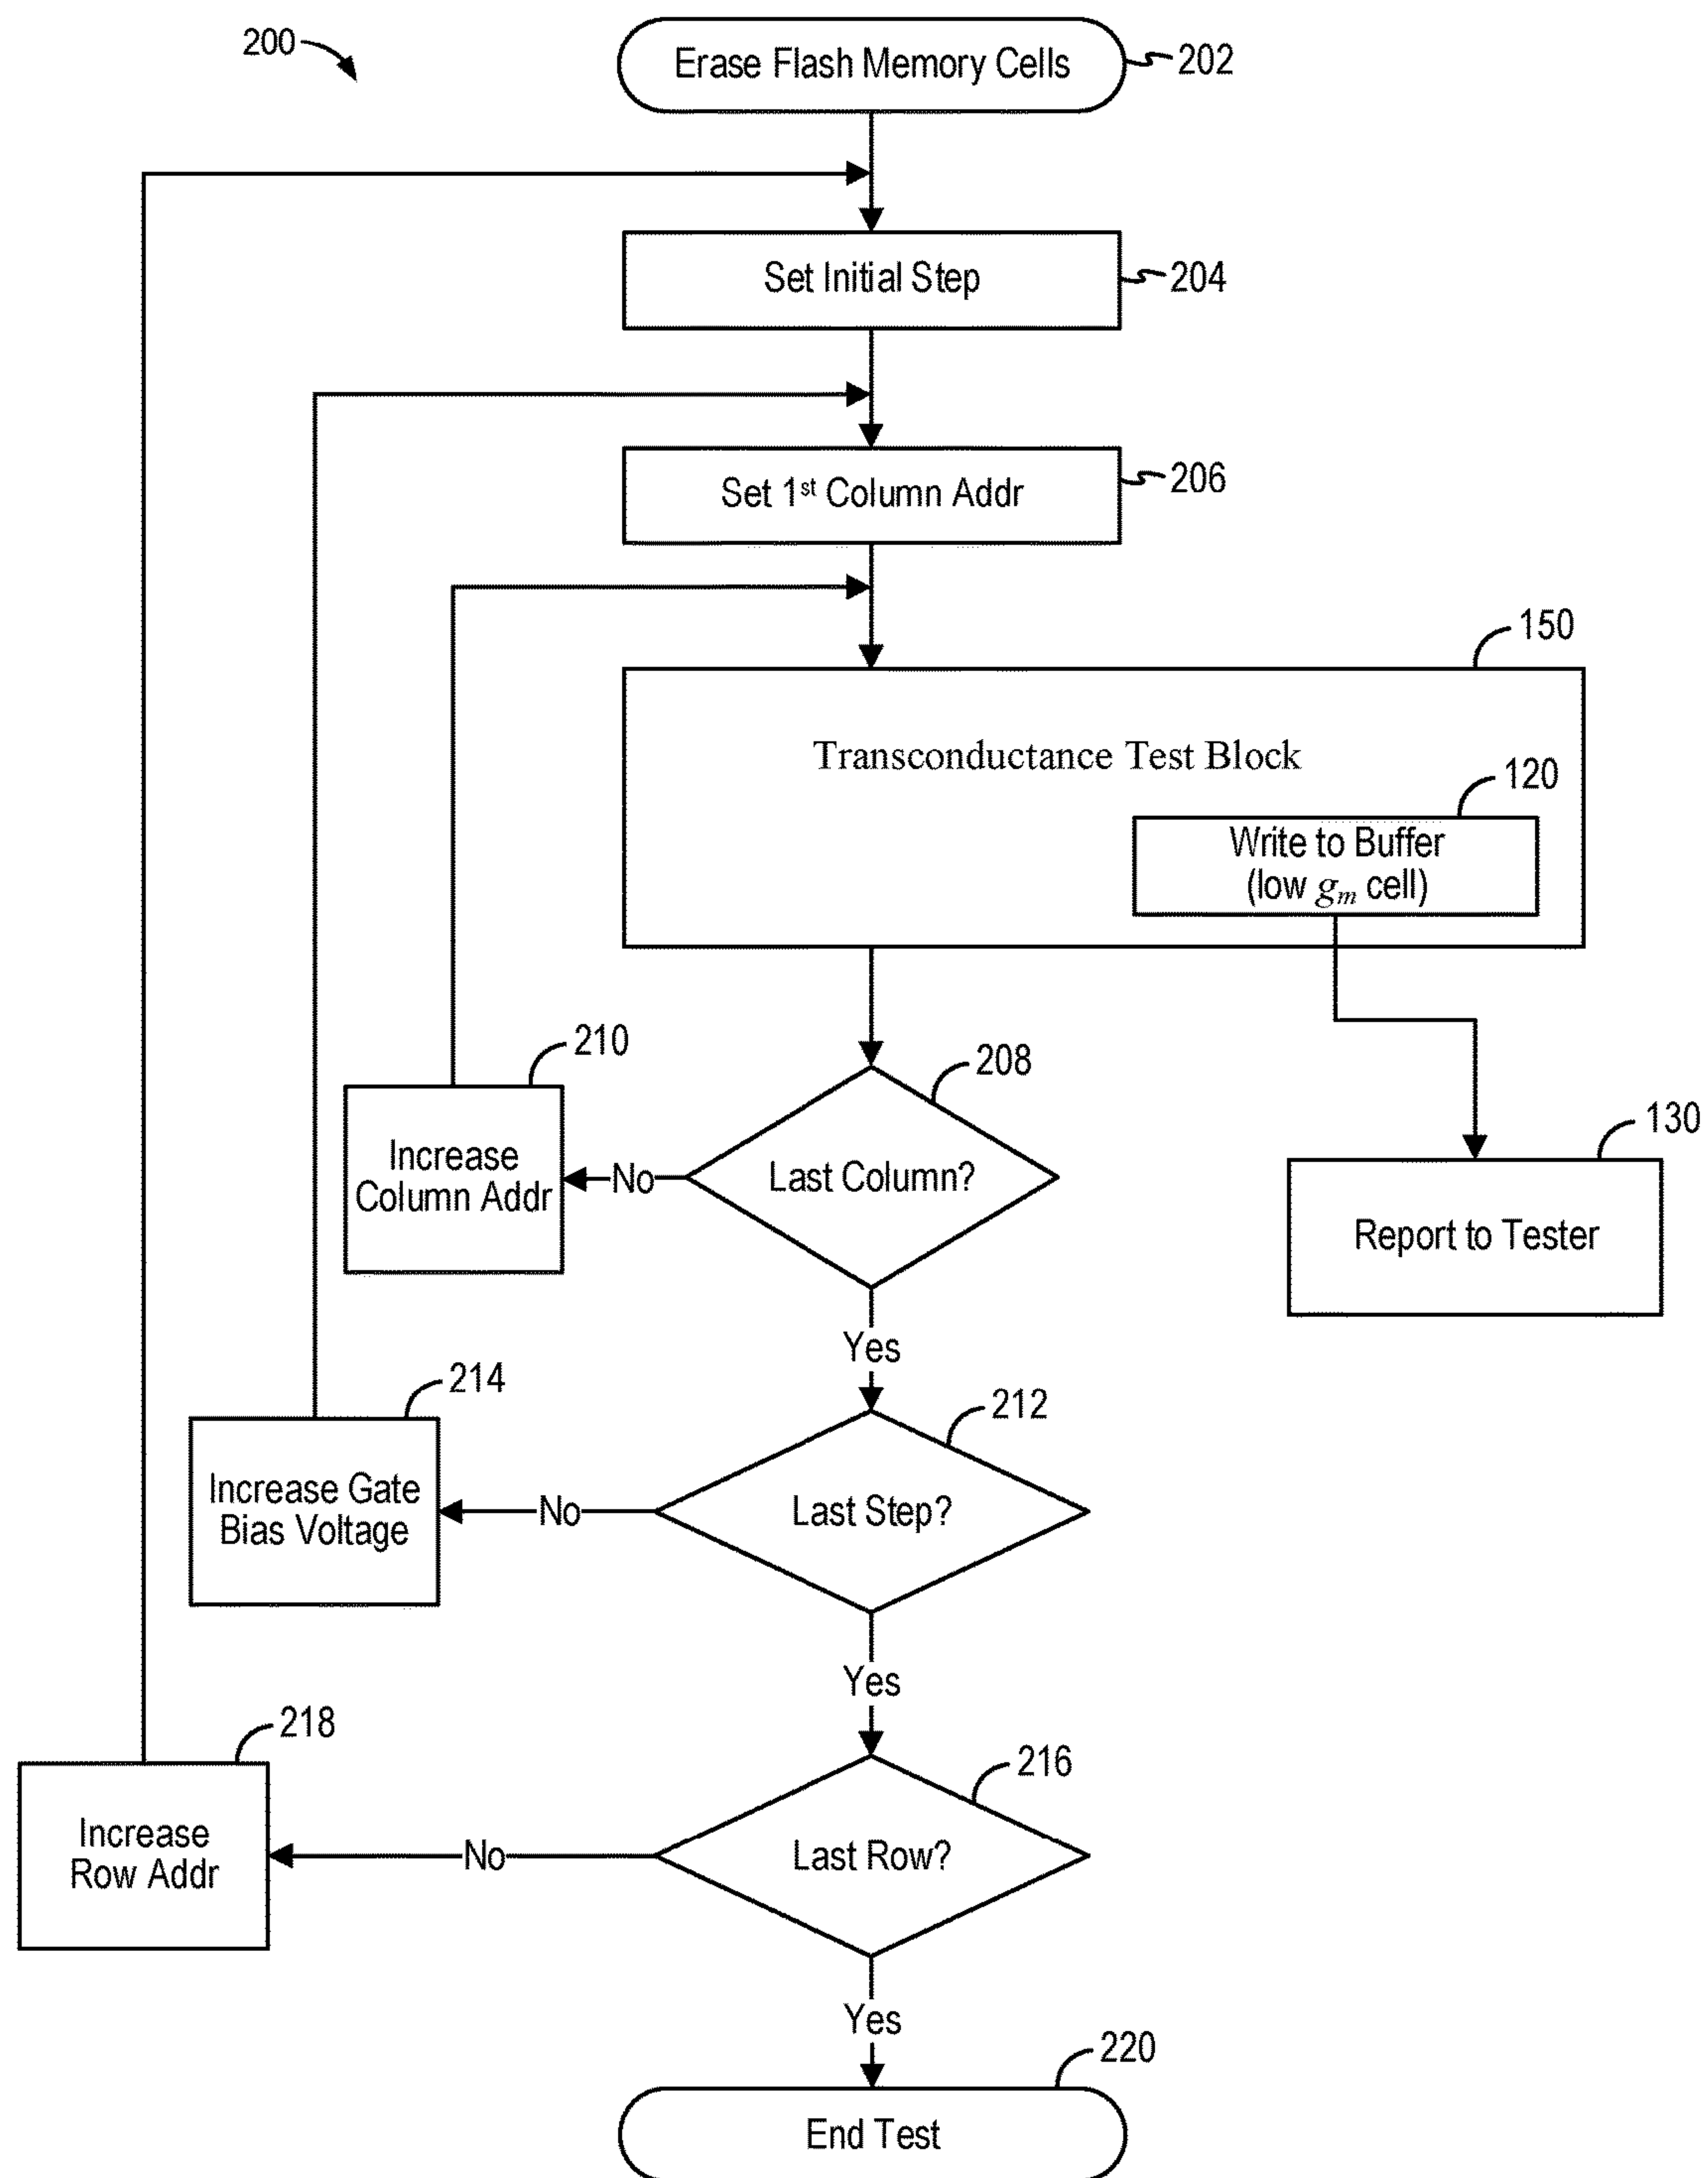 200
Erase Flash Memory Cells
202
Set Initial Step
204
Set 1st Column Addr
206
150
Transconductance Test Block
120
Write to Buffer
(low gm cell)
210
208
130
Increase
Column Addr
No
Last Column?
Report to Tester
Yes
214
212
Increase Gate
Bias Voltage
No
Last Step?
Yes
218
216
Increase
Row Addr
No
Last Row?
Yes
220
End Test